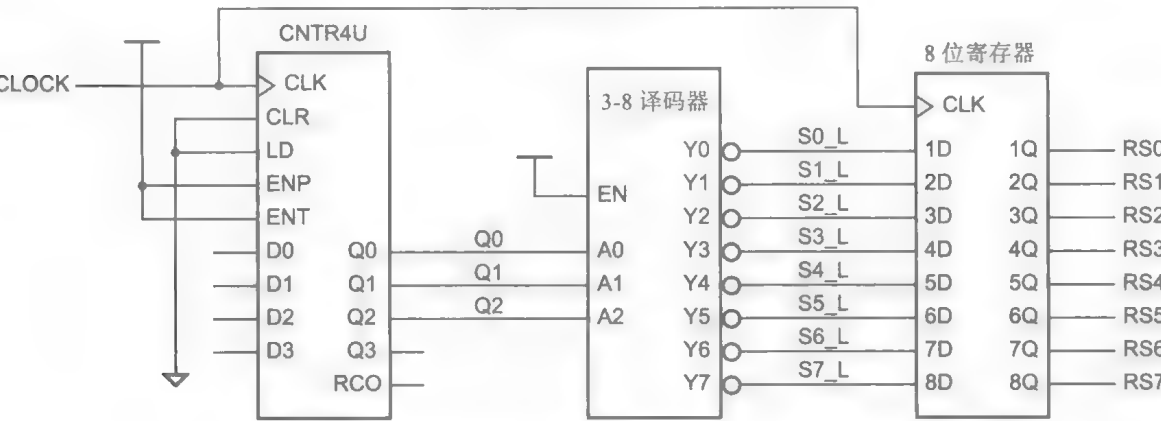 CNTR4U
CLOCK
CLK
CLR
LD
ENP
ENT
D0
D1
D2
D3
Q0
Q1
Q2
Q3
RCO
Q0
Q1
Q2
3-8 译码器
EN
A0
A1
A2
Y0
Y1
Y2
Y3
Y4
Y5
Y6
Y7
S0_L
S1_L
S2_L
S3_L
S4_L
S5_L
S6_L
S7_L
8 位寄存器
CLK
1D
2D
3D
4D
5D
6D
7D
8D
1Q
2Q
3Q
4Q
5Q
6Q
7Q
8Q
RS0
RS1
RS2
RS3
RS4
RS5
RS6
RS7